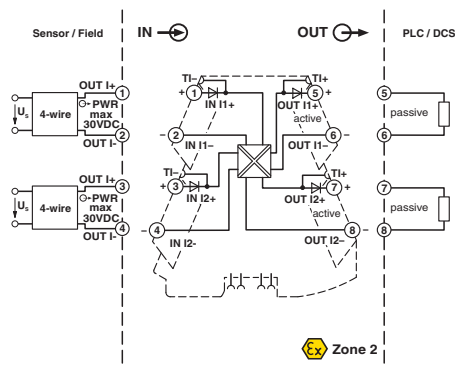 Sensor / Field
IN
OUT
PLC / DCS
OUT I+
1
PWR
max
30VDC
Us
4-wire
2
OUT I-
OUT I+
3
PWR
max
30VDC
Us
4-wire
4
OUT I-
TI–
+ 1
IN I1+
– 2
IN I1–
TI–
+ 3
IN I2+
– 4
IN I2-
TI+
5 +
OUT I1+
active
6 –
OUT I1–
TI+
7 +
OUT I2+
active
8 –
OUT I2–
5
passive
6
7
passive
8
Ex Zone 2